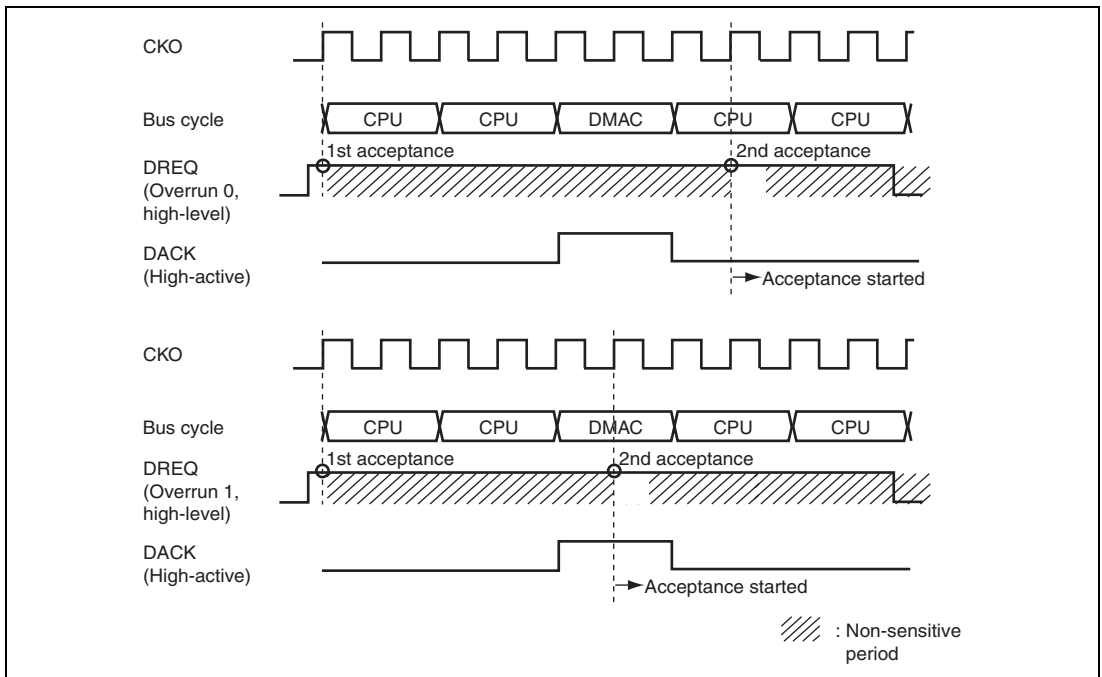 CKO
Bus cycle
CPU CPU DMAC CPU CPU
1st acceptance
2nd acceptance
DREQ
(Overrun 0,
high-level)
DACK
(High-active)
Acceptance started
CKO
Bus cycle
CPU CPU DMAC CPU CPU
1st acceptance
2nd acceptance
DREQ
(Overrun 1,
high-level)
DACK
(High-active)
Acceptance started
: Non-sensitive
period